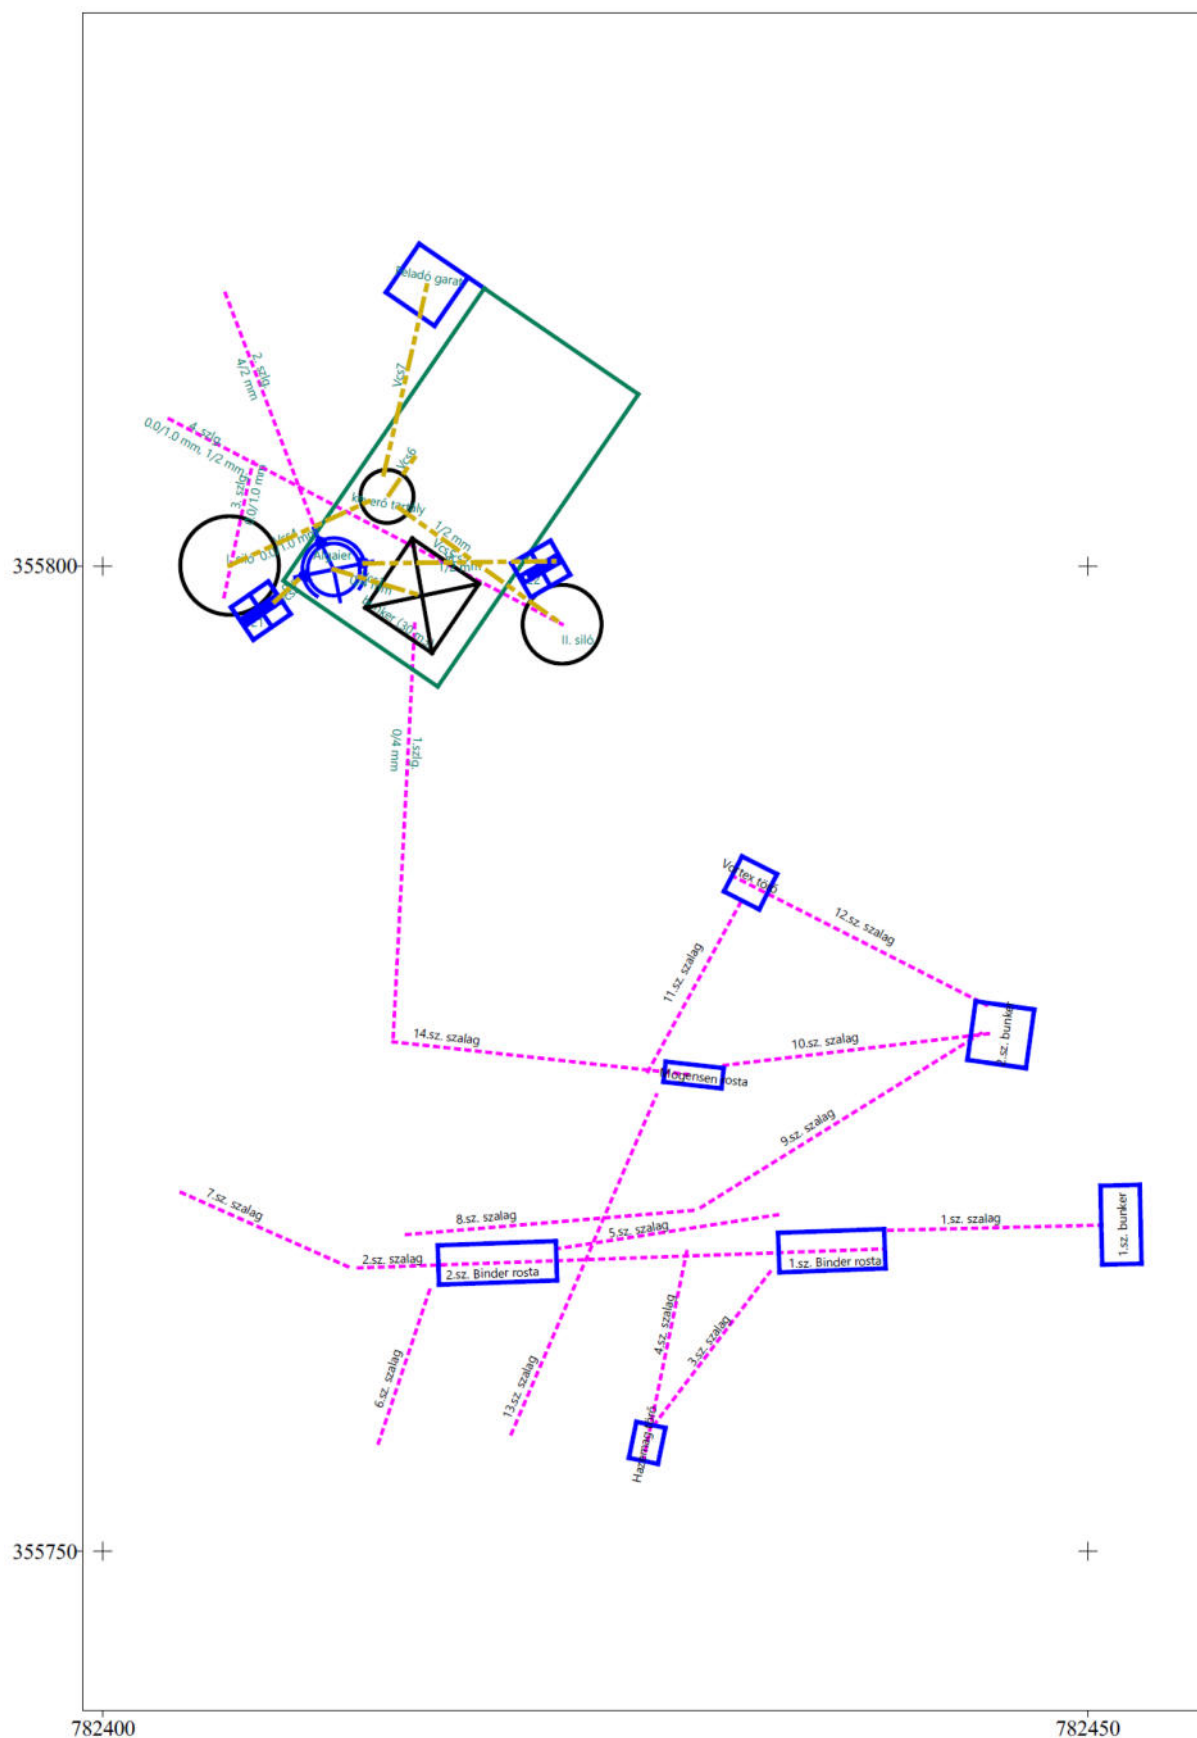 Feladó garat
Vcs7
2. szlg.
4/2 mm
4. szlg.
0.0/1.0 mm, 1/2 mm
3. szlg.
0.0/1.0 mm
Vcs6
keverő tartály
1/2 mm
355800
1/2 mm
II. siló
1.szlg.
0/4 mm
Vortex törő
12.sz. szalag
11.sz. szalag
14.sz. szalag
10.sz. szalag
2.sz. bunker
Mogensen rosta
9.sz. szalag
7.sz. szalag
8.sz. szalag
5.sz. szalag
1.sz. szalag
1.sz. bunker
2.sz. szalag
2.sz. Binder rosta
1.sz. Binder rosta
4.sz. szalag
3.sz. szalag
6.sz. szalag
13.sz. szalag
Hazemag törő
355750
782400
782450